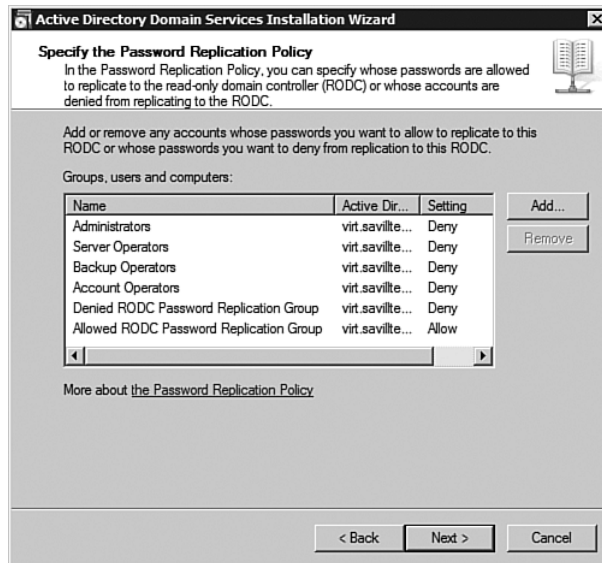 Active Directory Domain Services Installation Wizard
Specify the Password Replication Policy
In the Password Replication Policy, you can specify whose passwords are allowed
to replicate to the read-only domain controller (RODC) or whose accounts are
denied from replicating to the RODC.
Add or remove any accounts whose passwords you want to allow to replicate to this
RODC or whose passwords you want to deny from replication to this RODC.
Groups, users and computers:
Name Active Dir... Setting Add...
Administrators virt.savillte... Deny
Remove
Server Operators virt.savillte... Deny
Backup Operators virt.savillte... Deny
Account Operators virt.savillte... Deny
Denied RODC Password Replication Group virt.savillte... Deny
Allowed RODC Password Replication Group virt.savillte... Allow
More about the Password Replication Policy
< Back Next > Cancel